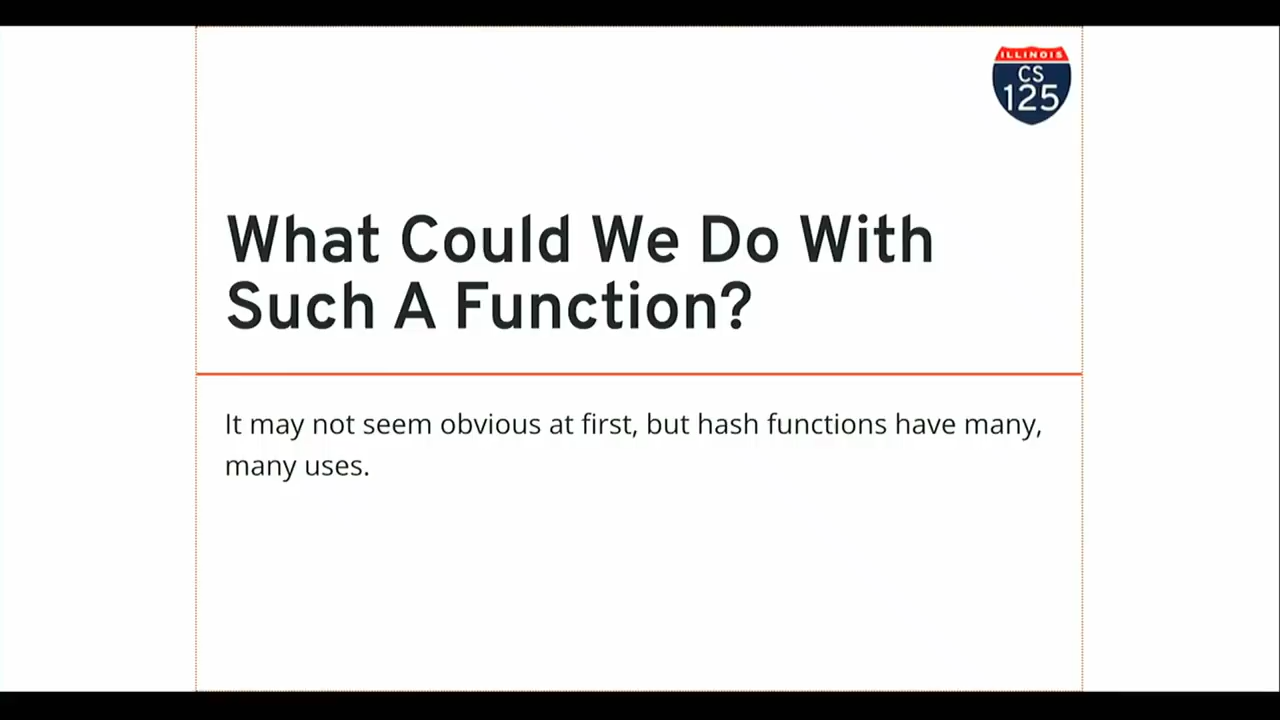 ILLINOIS
CS
125
What Could We Do With
Such A Function?
It may not seem obvious at first, but hash functions have many,
many uses.